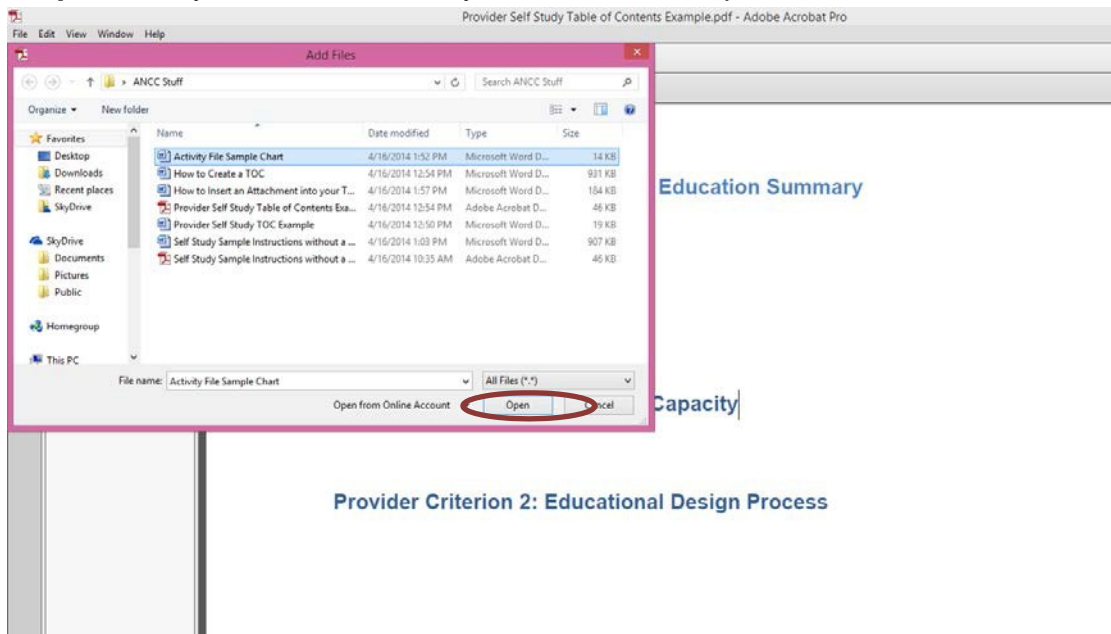 Provider Self Study Table of Contents Example.pdf - Adobe Acrobat Pro
File Edit View Window Help
Add Files
ANCC Stuff
Search ANCC Stuff
Organize New folder
Name Date modified Type Size
Favorites
Desktop
Downloads
Recent places
SkyDrive
SkyDrive
Documents
Pictures
Public
Homegroup
This PC
Activity File Sample Chart 4/16/2014 1:52 PM Microsoft Word D... 14 KB
How to Create a TOC 4/16/2014 12:54 PM Microsoft Word D... 931 KB
How to Insert an Attachment into your T... 4/16/2014 1:57 PM Microsoft Word D... 184 KB
Provider Self Study Table of Contents Exa... 4/16/2014 12:54 PM Adobe Acrobat D... 46 KB
Provider Self Study TOC Example 4/16/2014 12:50 PM Microsoft Word D... 19 KB
Self Study Sample Instructions without a ... 4/16/2014 1:03 PM Microsoft Word D... 907 KB
Self Study Sample Instructions without a ... 4/16/2014 10:35 AM Adobe Acrobat D... 46 KB
File name: Activity File Sample Chart All Files (*.*)
Open from Online Account Open Cancel
Education Summary
Capacity
Provider Criterion 2: Educational Design Process